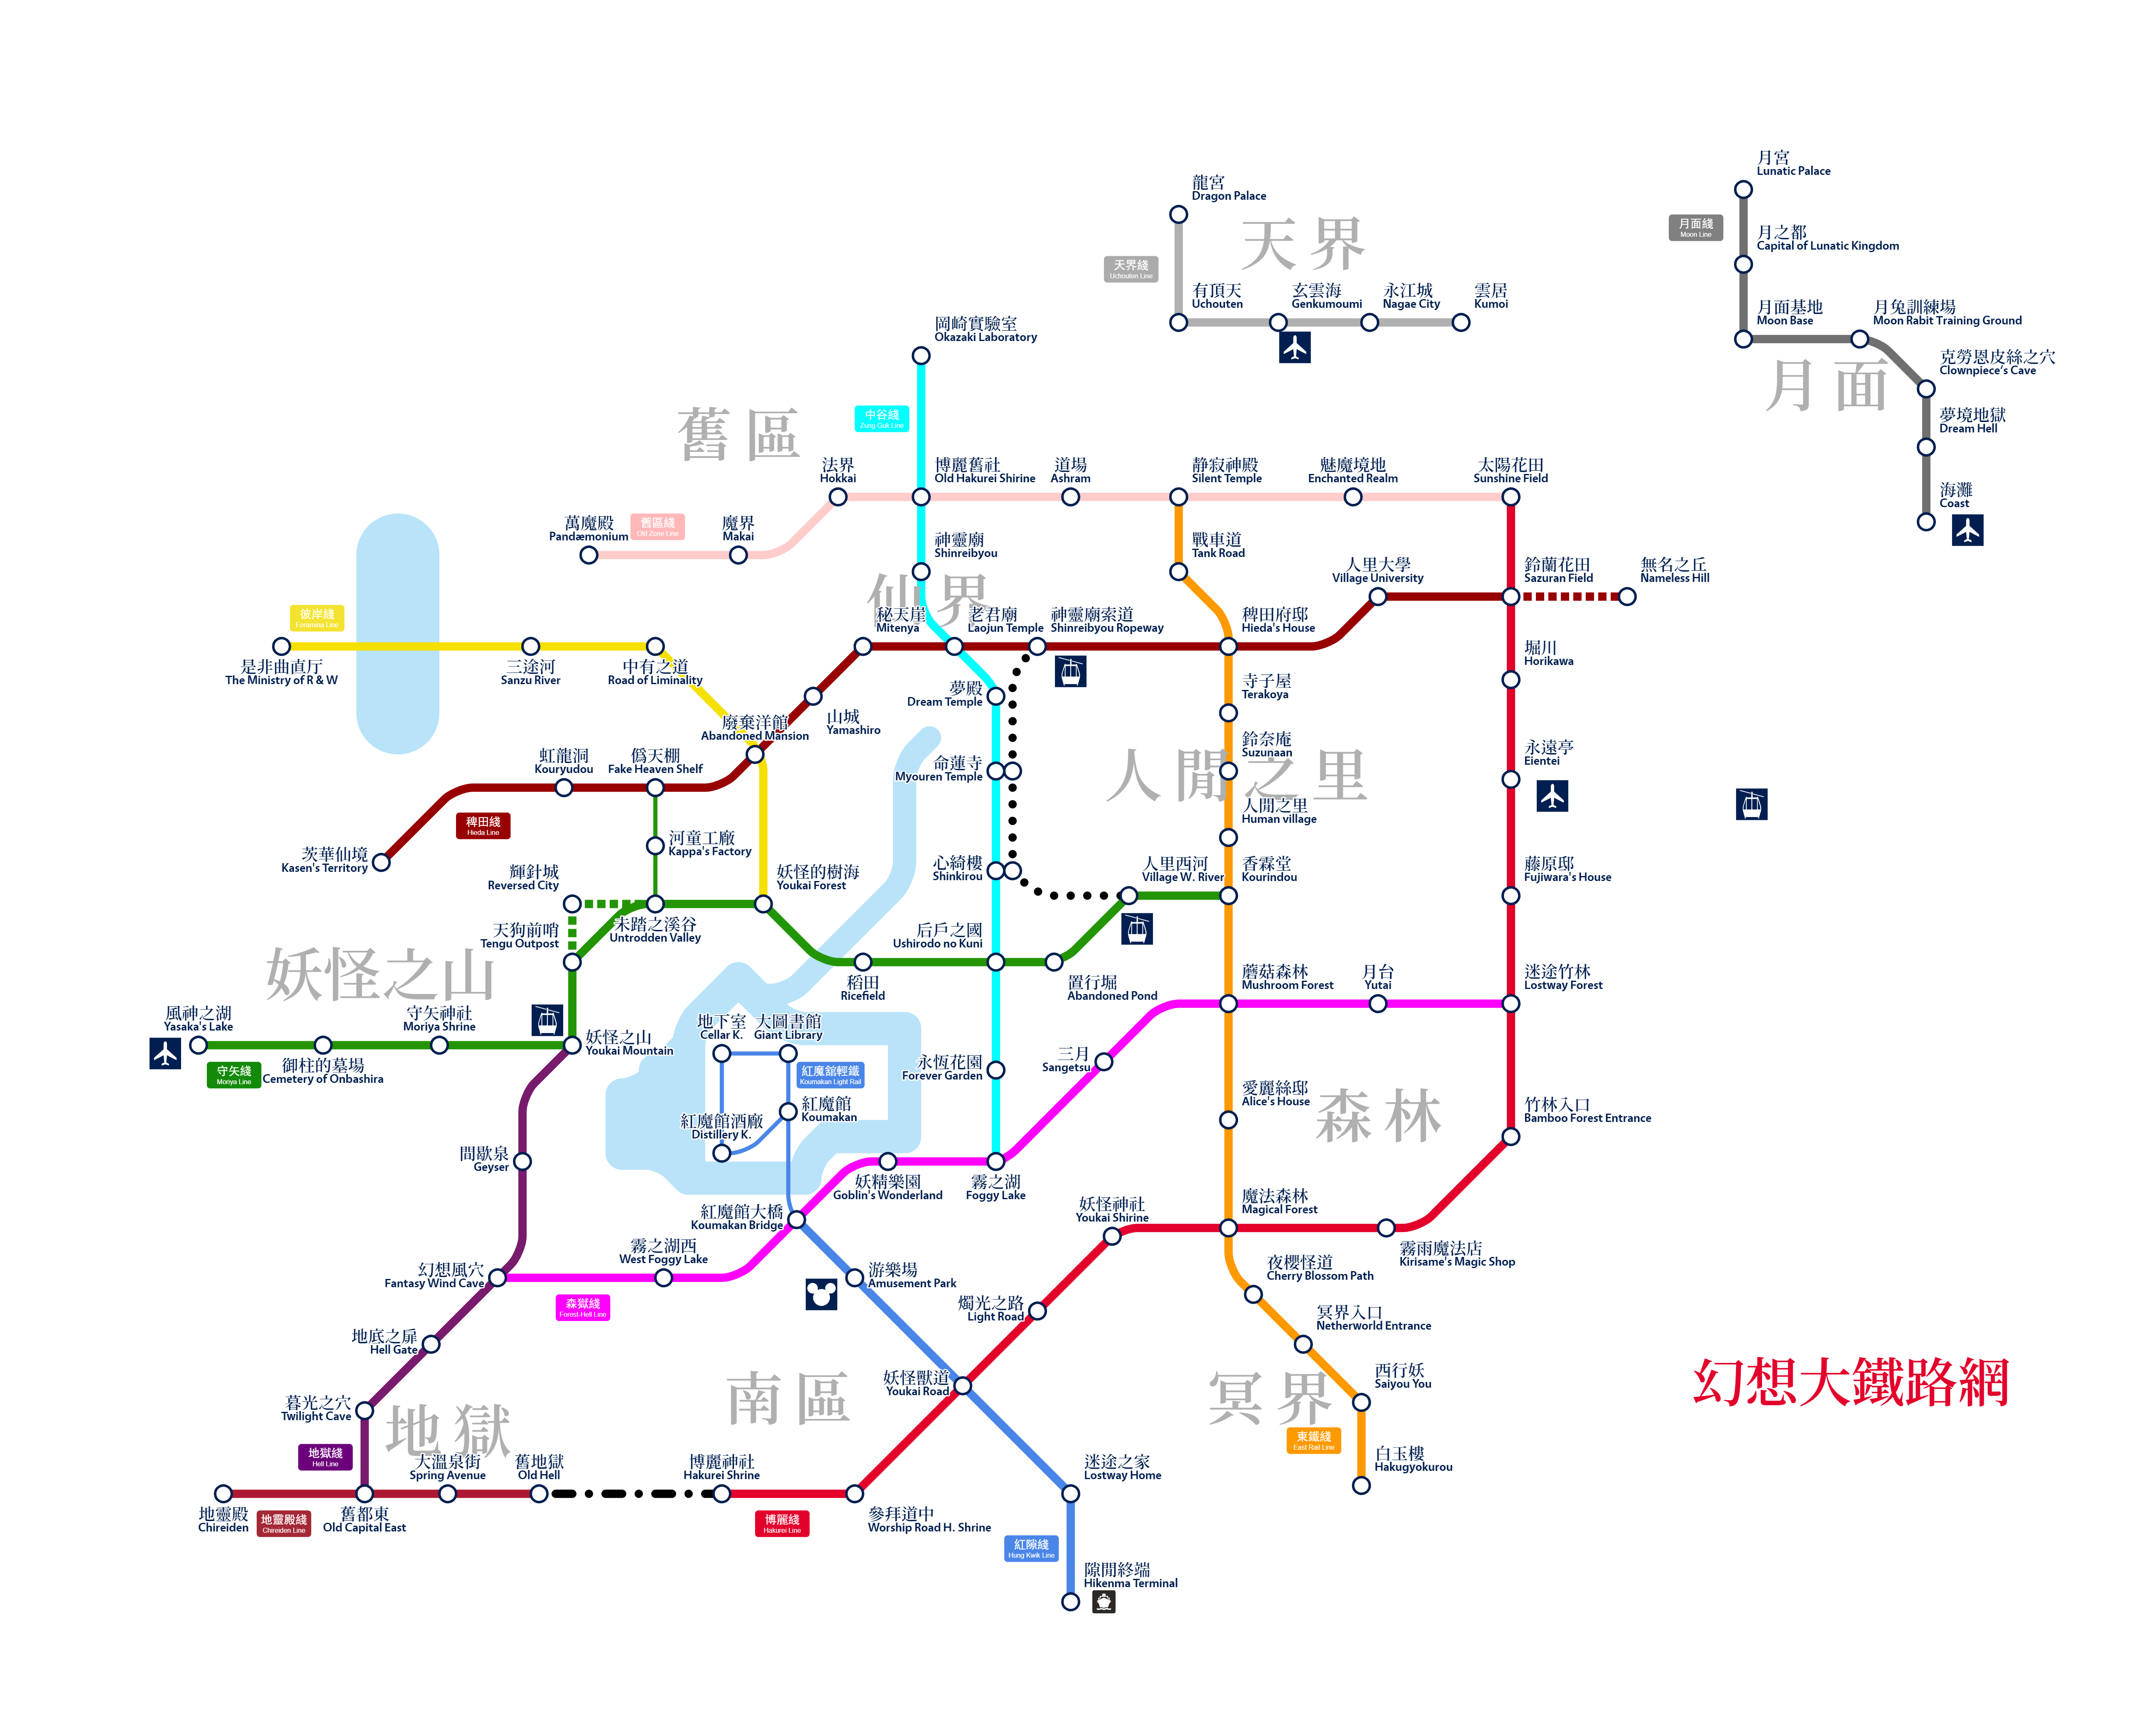 月宮
Lunatic Palace
月面綫
Moon Line
月之都
Capital of Lunatic Kingdom
月面基地
Moon Base
月兔訓練場
Moon Rabit Training Ground
克勞恩皮絲之穴
Clownpiece's Cave
月面
夢境地獄
Dream Hell
海灘
Coast
龍宮
Dragon Palace
天界
天界綫
Uchouten Line
有頂天
Uchouten
玄雲海
Genkumoumi
永江城
Nagae City
雲居
Kumoi
岡崎實驗室
Okazaki Laboratory
中谷綫
Zung Guk Line
舊區
法界
Hokkai
博麗舊社
Old Hakurei Shirine
道場
Ashram
静寂神殿
Silent Temple
魅魔境地
Enchanted Realm
太陽花田
Sunshine Field
萬魔殿
Pandæmonium
舊區綫
Old Zone Line
魔界
Makai
神靈廟
Shinreibyou
戰車道
Tank Road
仙界
人里大學
Village University
鈴蘭花田
Sazuran Field
無名之丘
Nameless Hill
彼岸綫
是非曲直厅
The Ministry of R & W
三途河
Sanzu River
中有之道
Road of Liminality
秘天崖
Mitenya
老君廟
Laojun Temple
神靈廟索道
Shinreibyou Ropeway
稗田府邸
Hieda's House
堀川
Horikawa
夢殿
Dream Temple
寺子屋
Terakoya
山城
Yamashiro
廢棄洋館
Abandoned Mansion
虹龍洞
Kouryudou
僞天棚
Fake Heaven Shelf
命蓮寺
Myouren Temple
人閒之里
鈴奈庵
Suzunaan
永遠亭
Eientei
稗田綫
Hieda Line
人閒之里
Human village
茨華仙境
Kasen's Territory
河童工廠
Kappa's Factory
輝針城
Reversed City
妖怪的樹海
Youkai Forest
心綺樓
Shinkirou
人里西河
Village W. River
香霖堂
Kourindou
藤原邸
Fujiwara's House
天狗前哨
Tengu Outpost
未踏之溪谷
Untrodden Valley
后戶之國
Ushirodo no Kuni
妖怪之山
稻田
Ricefield
置行堀
Abandoned Pond
蘑菇森林
Mushroom Forest
月台
Yutai
迷途竹林
Lostway Forest
風神之湖
Yasaka's Lake
守矢神社
Moriya Shrine
妖怪之山
Youkai Mountain
守矢綫
Moriya Line
御柱的墓場
Cemetery of Onbashira
地下室
Cellar K.
大圖書館
Giant Library
紅魔舘輕鐵
Koumakan Light Rail
永恆花園
Forever Garden
三月
Sangetsu
紅魔館
Koumakan
紅魔館酒廠
Distillery K.
愛麗絲邸
Alice's House
森林
竹林入口
Bamboo Forest Entrance
間歇泉
Geyser
妖精樂園
Goblin's Wonderland
霧之湖
Foggy Lake
紅魔館大橋
Koumakan Bridge
妖怪神社
Youkai Shirine
魔法森林
Magical Forest
霧雨魔法店
Kirisame's Magic Shop
霧之湖西
West Foggy Lake
幻想風穴
Fantasy Wind Cave
森獄綫
Forest-Hell Line
游樂場
Amusement Park
夜櫻怪道
Cherry Blossom Path
燭光之路
Light Road
冥界入口
Netherworld Entrance
地底之扉
Hell Gate
妖怪獸道
Youkai Road
西行妖
Saiyou You
南區
冥界
幻想大鐵路網
暮光之穴
Twilight Cave
地獄
東鐵綫
East Rail Line
地獄綫
Hell Line
大溫泉街
Spring Avenue
舊地獄
Old Hell
博麗神社
Hakurei Shrine
迷途之家
Lostway Home
白玉樓
Hakugyokurou
地靈殿
Chireiden
地靈殿綫
Chireiden Line
舊都東
Old Capital East
博麗綫
Hakurei Line
參拜道中
Worship Road H. Shrine
紅隙綫
Hung Kwik Line
隙閒終端
Hikenma Terminal